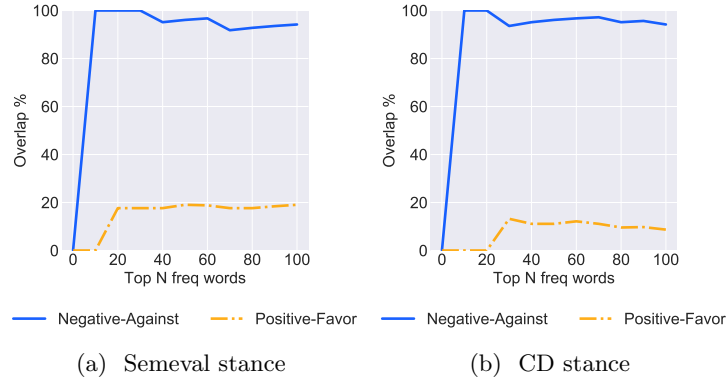 100
80
60
40
20
0
Overlap %
0 20 40 60 80 100
Top N freq words
Negative-Against Positive-Favor
(a) Semeval stance
100
80
60
40
20
0
Overlap %
0 20 40 60 80 100
Top N freq words
Negative-Against Positive-Favor
(b) CD stance